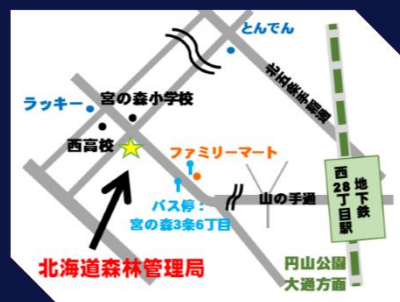 とんでん
北五条手稲通
ラッキー
宮の森小学校
西高校
ファミリーマート
バス停：
宮の森3条6丁目
山の手通
地下鉄
西28丁目駅
北海道森林管理局
円山公園
大通方面